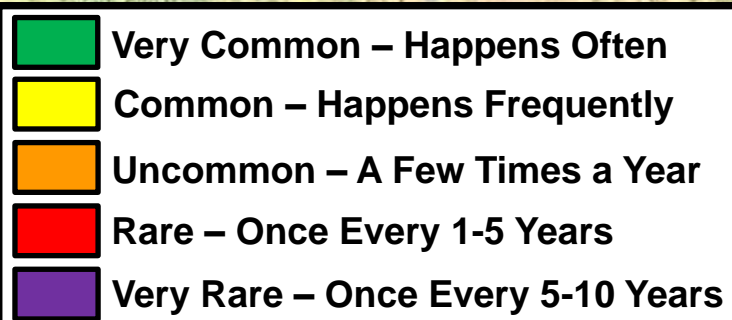 Very Common – Happens Often
Common – Happens Frequently
Uncommon – A Few Times a Year
Rare – Once Every 1-5 Years
Very Rare – Once Every 5-10 Years